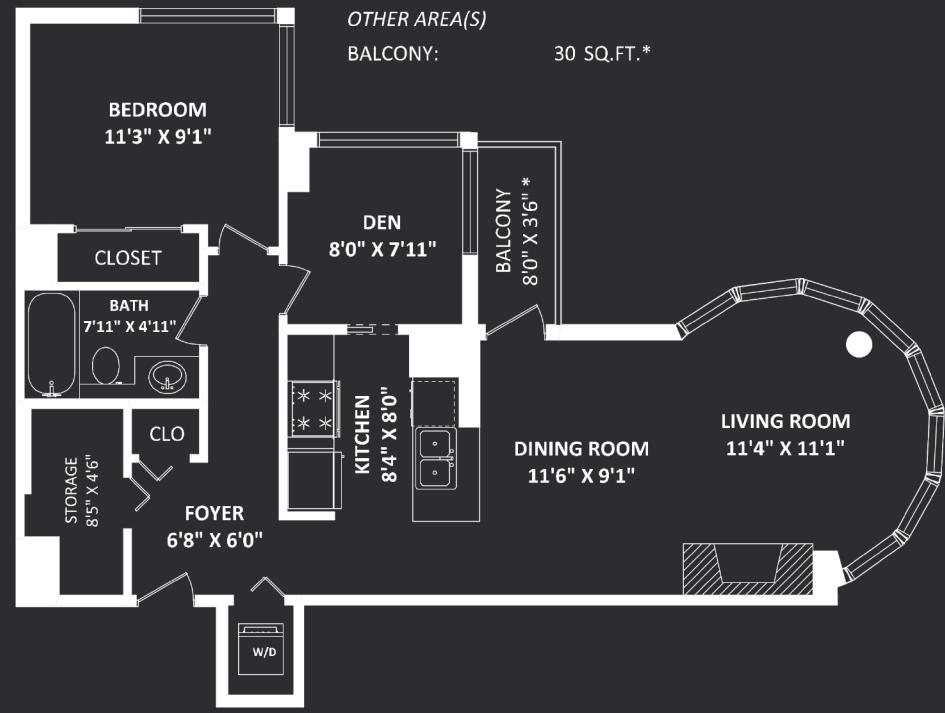 OTHER AREA(S)
BALCONY: 30 SQ.FT.*
BEDROOM
11'3" X 9'1"
DEN
8'0" X 7'11"
BALCONY
8'0" X 3'6" *
CLOSET
BATH
7'11" X 4'11"
CLO
STORAGE
8'5" X 4'6"
KITCHEN
8'4" X 8'0"
DINING ROOM
11'6" X 9'1"
LIVING ROOM
11'4" X 11'1"
FOYER
6'8" X 6'0"
W/D